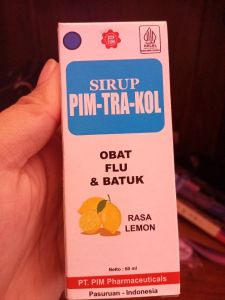 SIRUP
PIM-TRA-KOL
OBAT
FLU
& BATUK
RASA
LEMON
Netto : 60 ml
PT. PIM Pharmaceuticals
Pasuruan - Indonesia